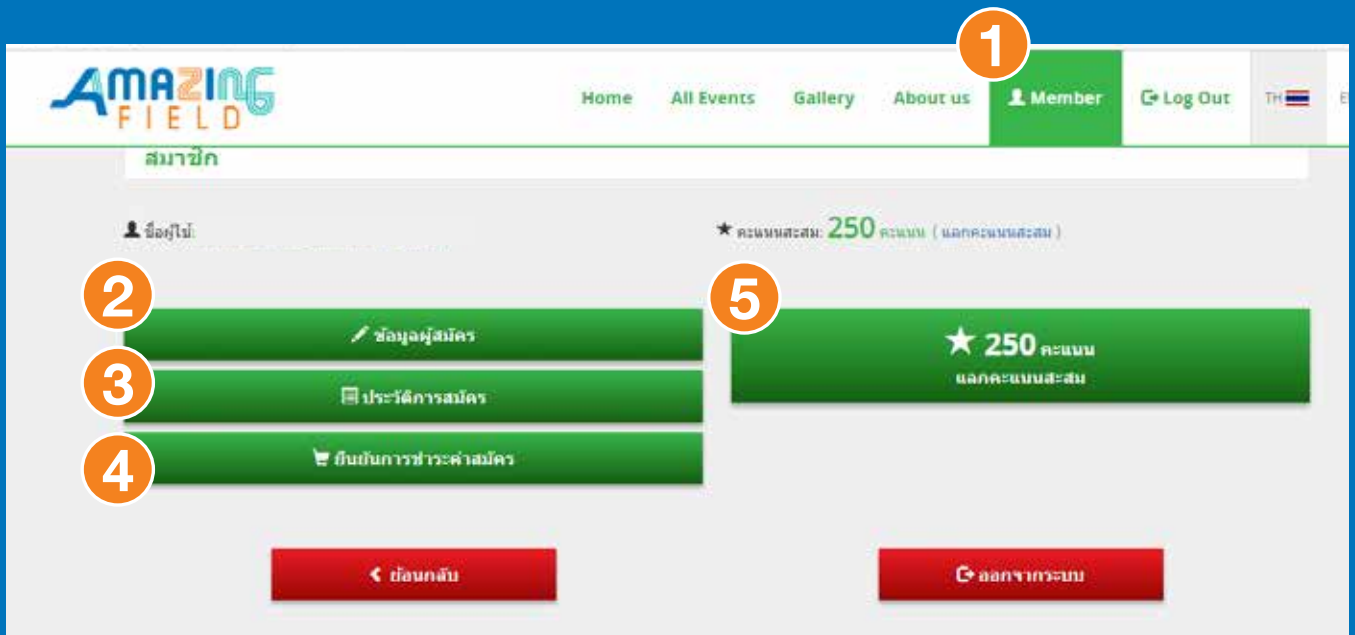 1
AMAZING
FIELD
Home All Events Gallery About us Member Log Out TH
สมาชิก
ชื่อผู้ใช้:
คะแนนสะสม: 250 คะแนน ( แลกคะแนนสะสม )
2
ข้อมูลผู้สมัคร
3
ประวัติการสมัคร
4
ยืนยันการชำระค่าสมัคร
5
250 คะแนน
แลกคะแนนสะสม
ย้อนกลับ
ออกจากระบบ